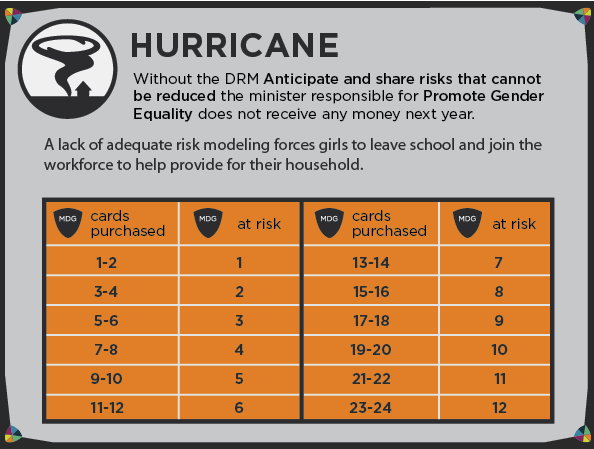 HURRICANE
Without the DRM Anticipate and share risks that cannot
be reduced the minister responsible for Promote Gender
Equality does not receive any money next year.
A lack of adequate risk modeling forces girls to leave school and join the
workforce to help provide for their household.
MDG cards purchased MDG at risk MDG cards purchased MDG at risk
1-2 1 13-14 7
3-4 2 15-16 8
5-6 3 17-18 9
7-8 4 19-20 10
9-10 5 21-22 11
11-12 6 23-24 12